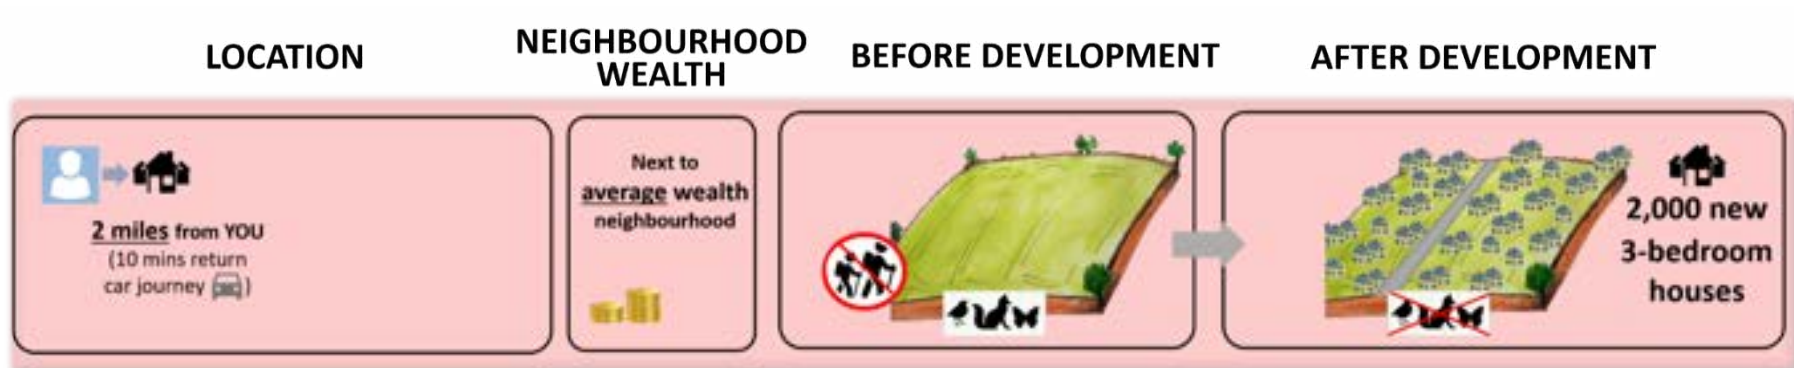 LOCATION
NEIGHBOURHOOD
WEALTH
BEFORE DEVELOPMENT
AFTER DEVELOPMENT
2 miles from YOU
(10 mins return
car journey )
Next to
average wealth
neighbourhood
2,000 new
3-bedroom
houses